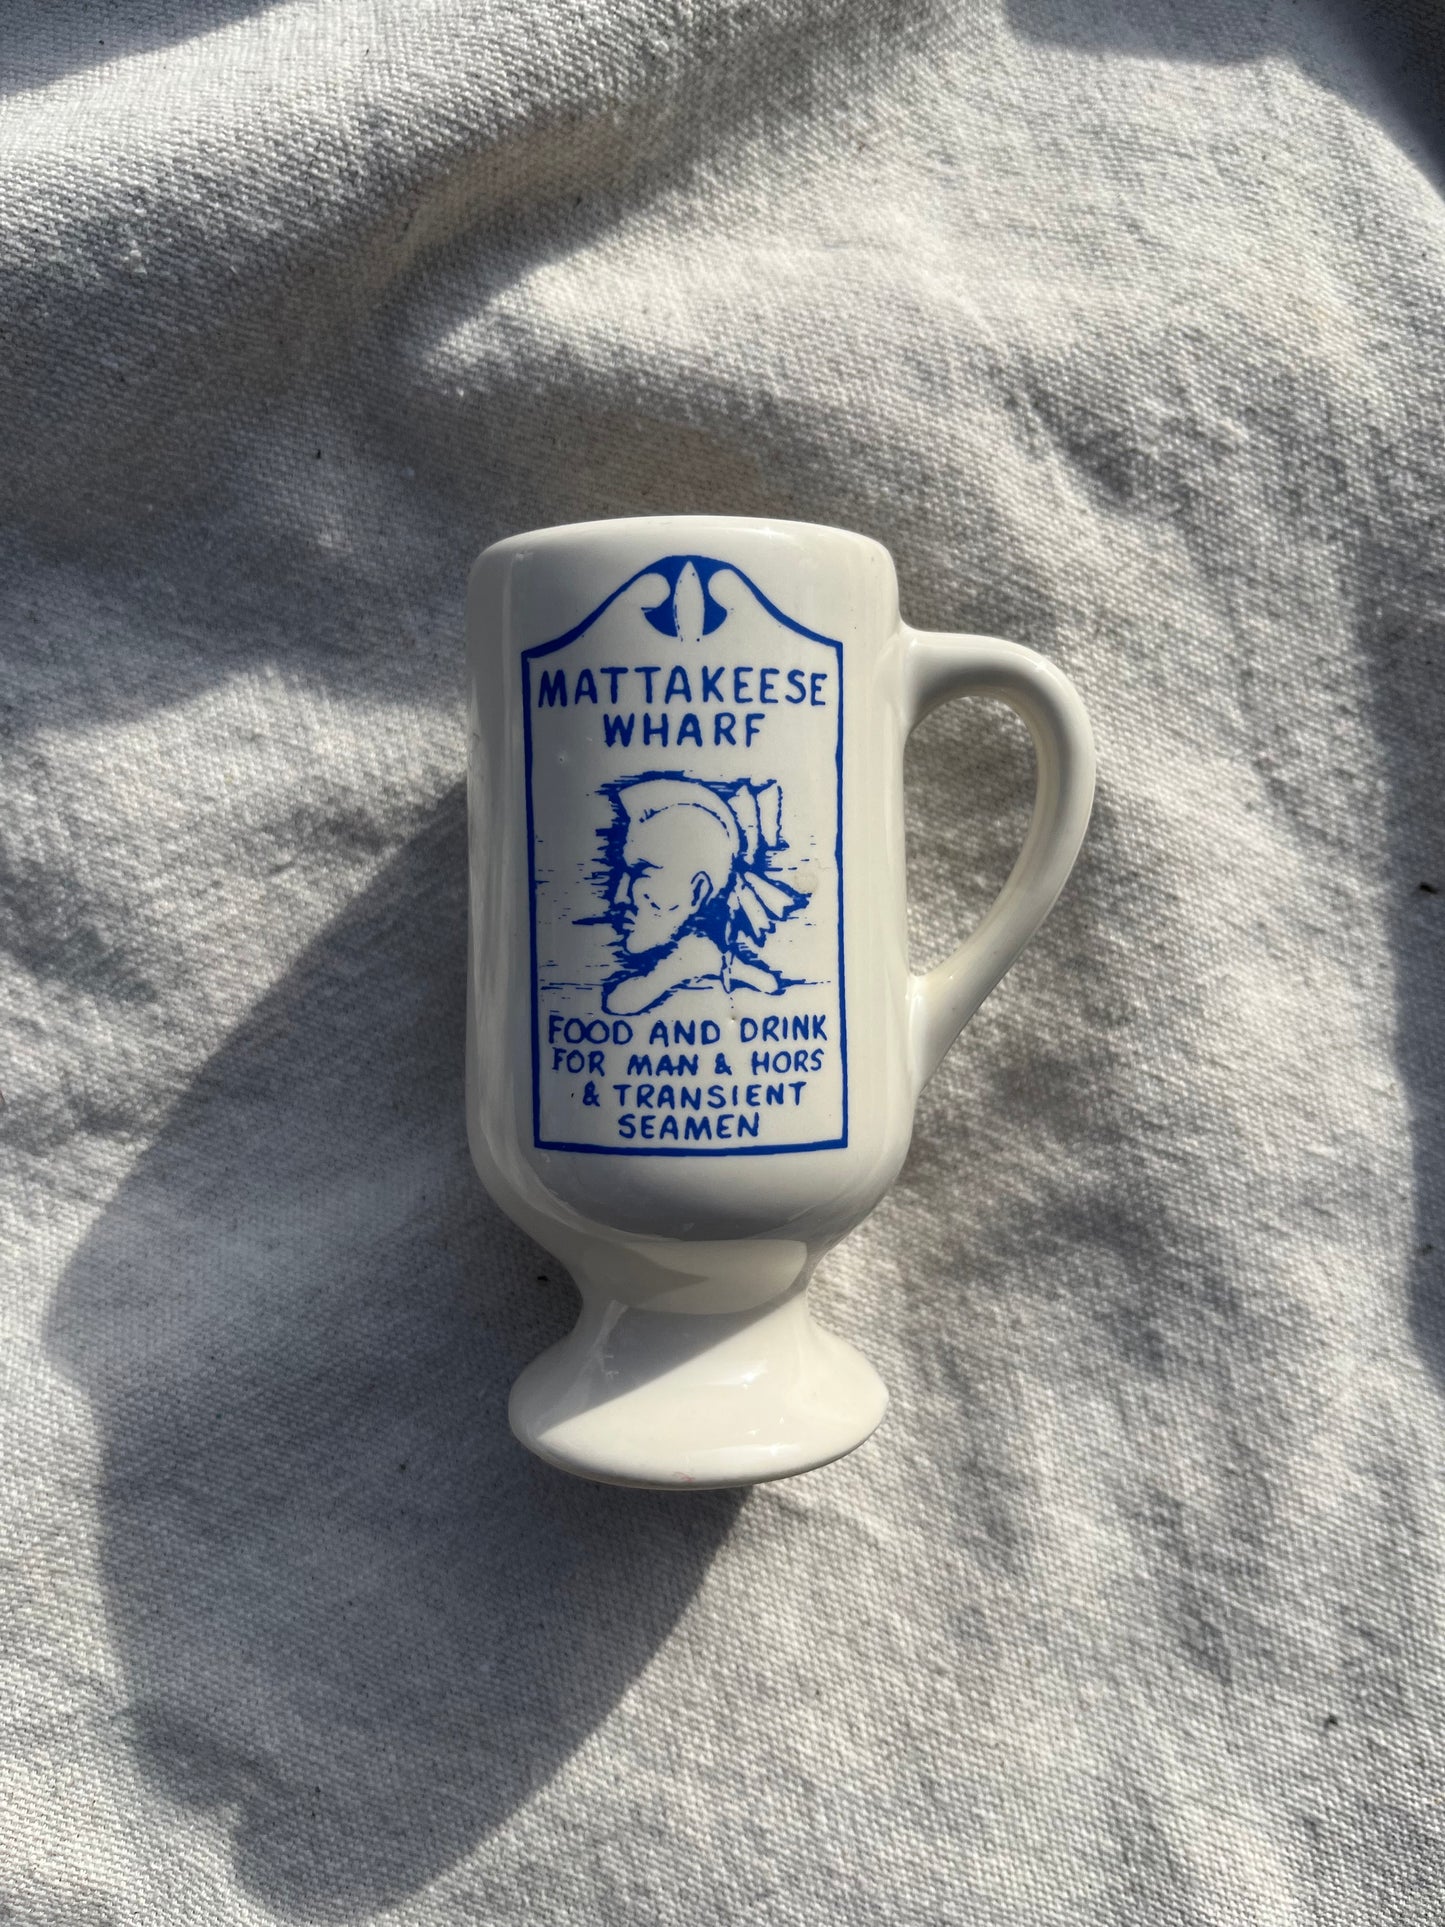 MATTAKEESE
WHARF
FOOD AND DRINK
FOR MAN & HORS
& TRANSIENT
SEAMEN